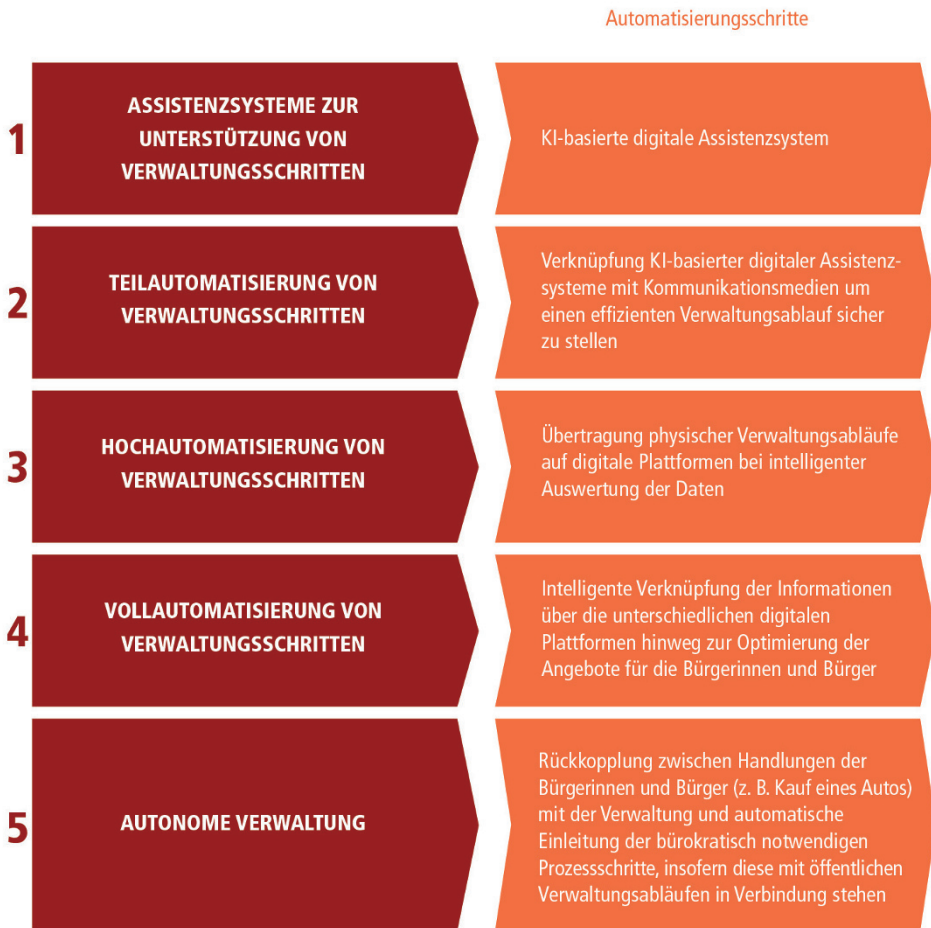 Automatisierungsschritte
1
ASSISTENZSYSTEME ZUR
UNTERSTÜTZUNG VON
VERWALTUNGSSCHRITTEN
KI-basierte digitale Assistenzsystem
2
TEILAUTOMATISIERUNG VON
VERWALTUNGSSCHRITTEN
Verknüpfung KI-basierter digitaler Assistenz-
systeme mit Kommunikationsmedien um
einen effizienten Verwaltungsablauf sicher
zu stellen
3
HOCHAUTOMATISIERUNG VON
VERWALTUNGSSCHRITTEN
Übertragung physischer Verwaltungsabläufe
auf digitale Plattformen bei intelligenter
Auswertung der Daten
4
VOLLAUTOMATISIERUNG VON
VERWALTUNGSSCHRITTEN
Intelligente Verknüpfung der Informationen
über die unterschiedlichen digitalen
Plattformen hinweg zur Optimierung der
Angebote für die Bürgerinnen und Bürger
5
AUTONOME VERWALTUNG
Rückkopplung zwischen Handlungen der
Bürgerinnen und Bürger (z. B. Kauf eines Autos)
mit der Verwaltung und automatische
Einleitung der bürokratisch notwendigen
Prozessschritte, insofern diese mit öffentlichen
Verwaltungsabläufen in Verbindung stehen